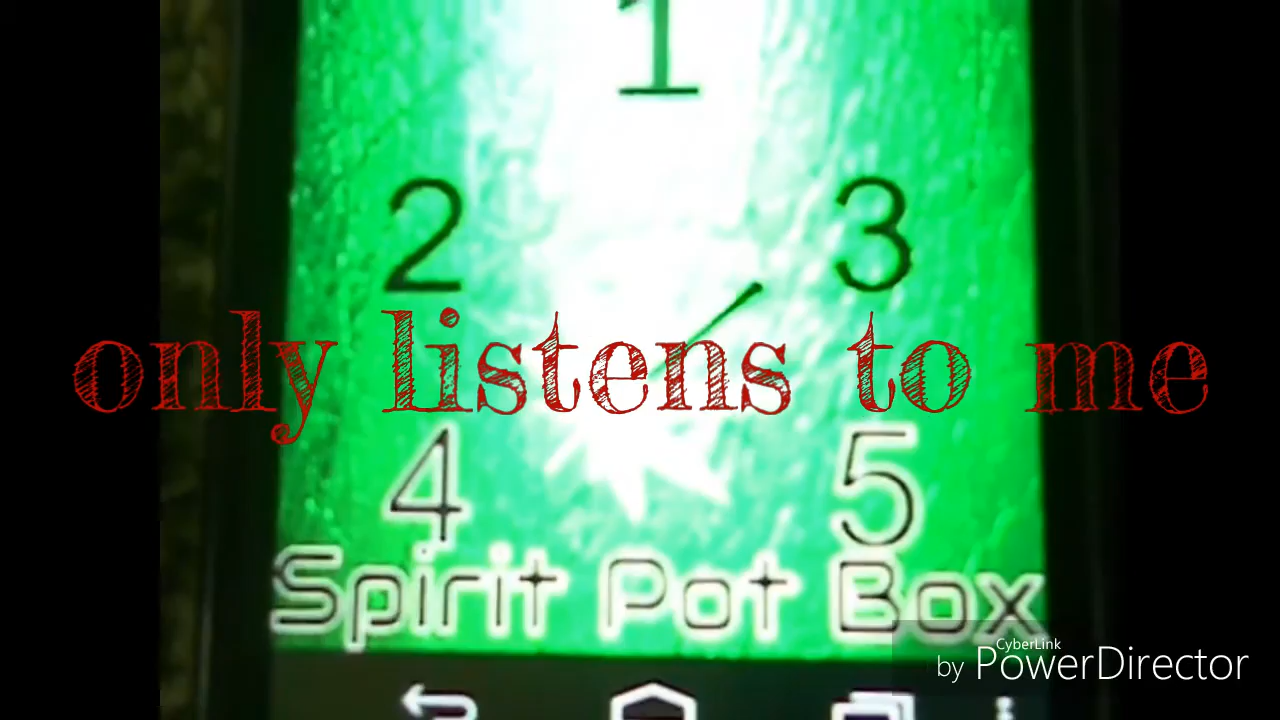 1
2 3
only listens to me
4 5
Spirit Pot Box
CyberLink
by PowerDirector